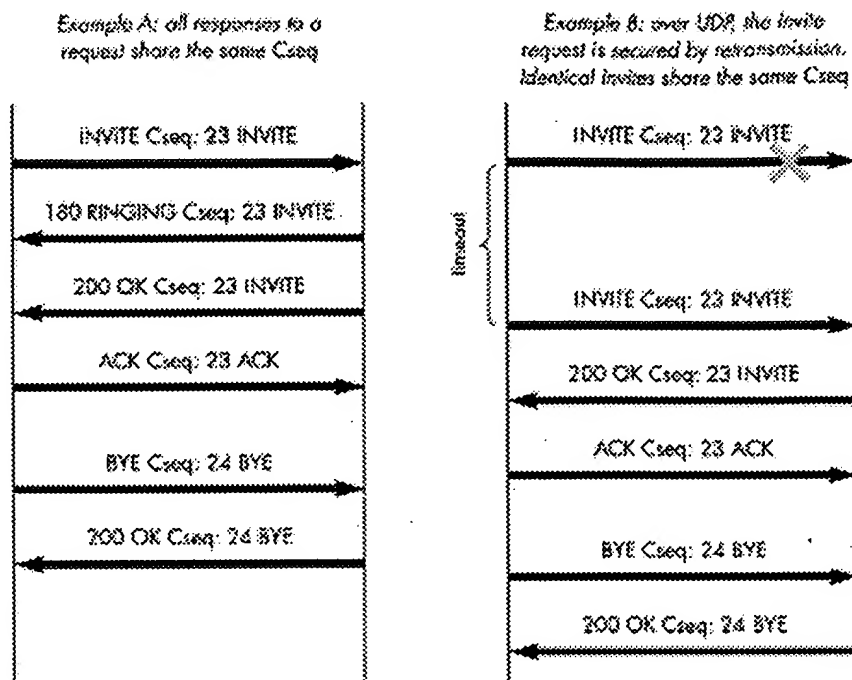 Example A: all responses to a
request share the same Cseq
INVITE Cseq: 23 INVITE
180 RINGING Cseq: 23 INVITE
200 OK Cseq: 23 INVITE
ACK Cseq: 23 ACK
BYE Cseq: 24 BYE
200 OK Cseq: 24 BYE
Example B: over UDP, the Invite
request is secured by retransmission.
Identical Invites share the same Cseq
INVITE Cseq: 23 INVITE
timeout
INVITE Cseq: 23 INVITE
200 OK Cseq: 23 INVITE
ACK Cseq: 23 ACK
BYE Cseq: 24 BYE
200 OK Cseq: 24 BYE